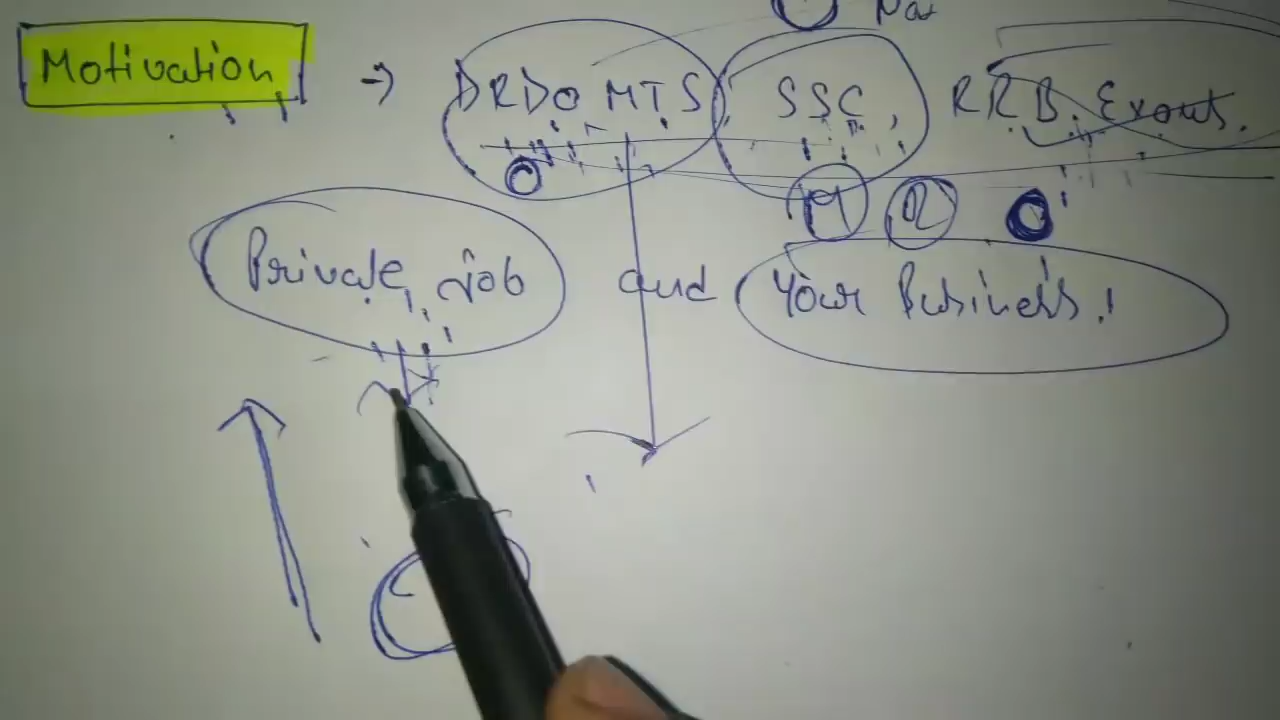 Motivation → DRDO MTS, SSC, RRB. Exams.
M R O
Private job and Your Business!